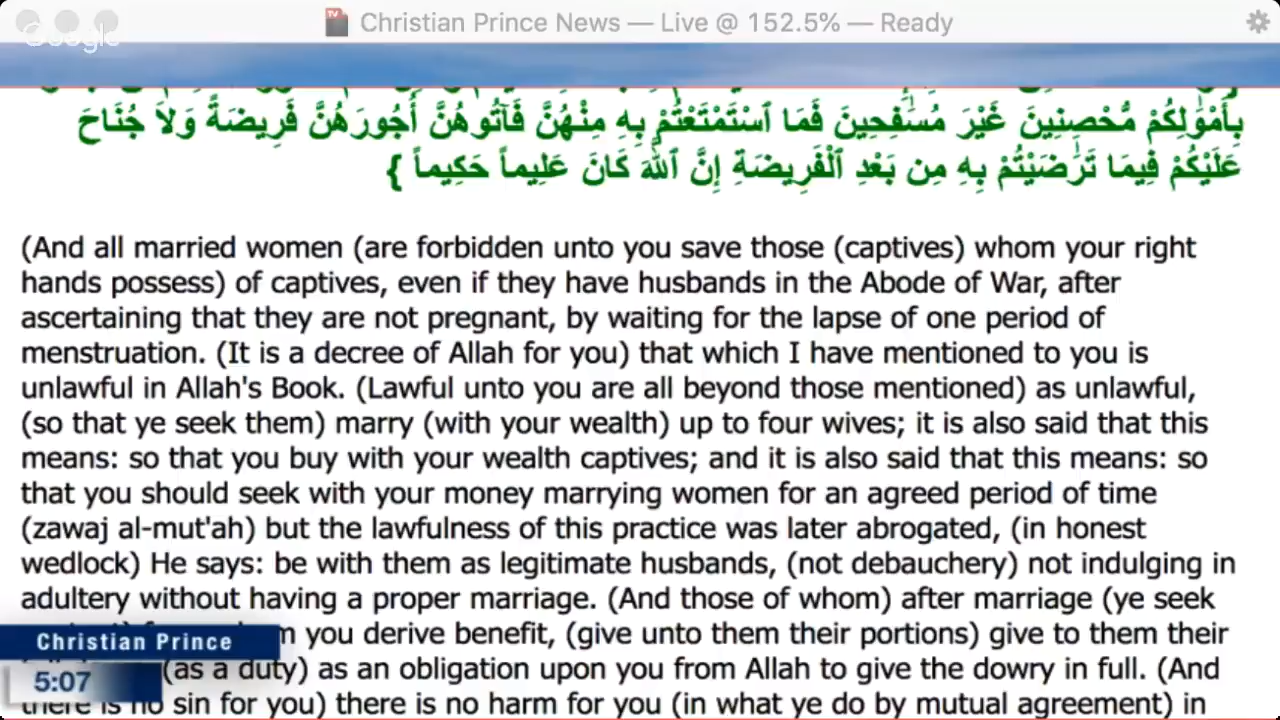 Christian Prince News — Live @ 152.5% — Ready
Google
بِأَمْوَٰلِكُمْ مُّحْصِنِينَ غَيْرَ مُسَٰفِحِينَ فَمَا ٱسْتَمْتَعْتُمْ بِهِ مِنْهُنَّ فَآتُوهُنَّ أُجُورَهُنَّ فَرِيضَةً وَلاَ جُنَاحَ
عَلَيْكُمْ فِيمَا تَرَٰضَيْتُمْ بِهِ مِن بَعْدِ ٱلْفَرِيضَةِ إِنَّ ٱللَّهَ كَانَ عَلِيماً حَكِيماً }
(And all married women (are forbidden unto you save those (captives) whom your right
hands possess) of captives, even if they have husbands in the Abode of War, after
ascertaining that they are not pregnant, by waiting for the lapse of one period of
menstruation. (It is a decree of Allah for you) that which I have mentioned to you is
unlawful in Allah's Book. (Lawful unto you are all beyond those mentioned) as unlawful,
(so that ye seek them) marry (with your wealth) up to four wives; it is also said that this
means: so that you buy with your wealth captives; and it is also said that this means: so
that you should seek with your money marrying women for an agreed period of time
(zawaj al-mut'ah) but the lawfulness of this practice was later abrogated, (in honest
wedlock) He says: be with them as legitimate husbands, (not debauchery) not indulging in
adultery without having a proper marriage. (And those of whom) after marriage (ye seek
you derive benefit, (give unto them their portions) give to them their
(as a duty) as an obligation upon you from Allah to give the dowry in full. (And
there is no sin for you) there is no harm for you (in what ye do by mutual agreement) in
Christian Prince
5:07